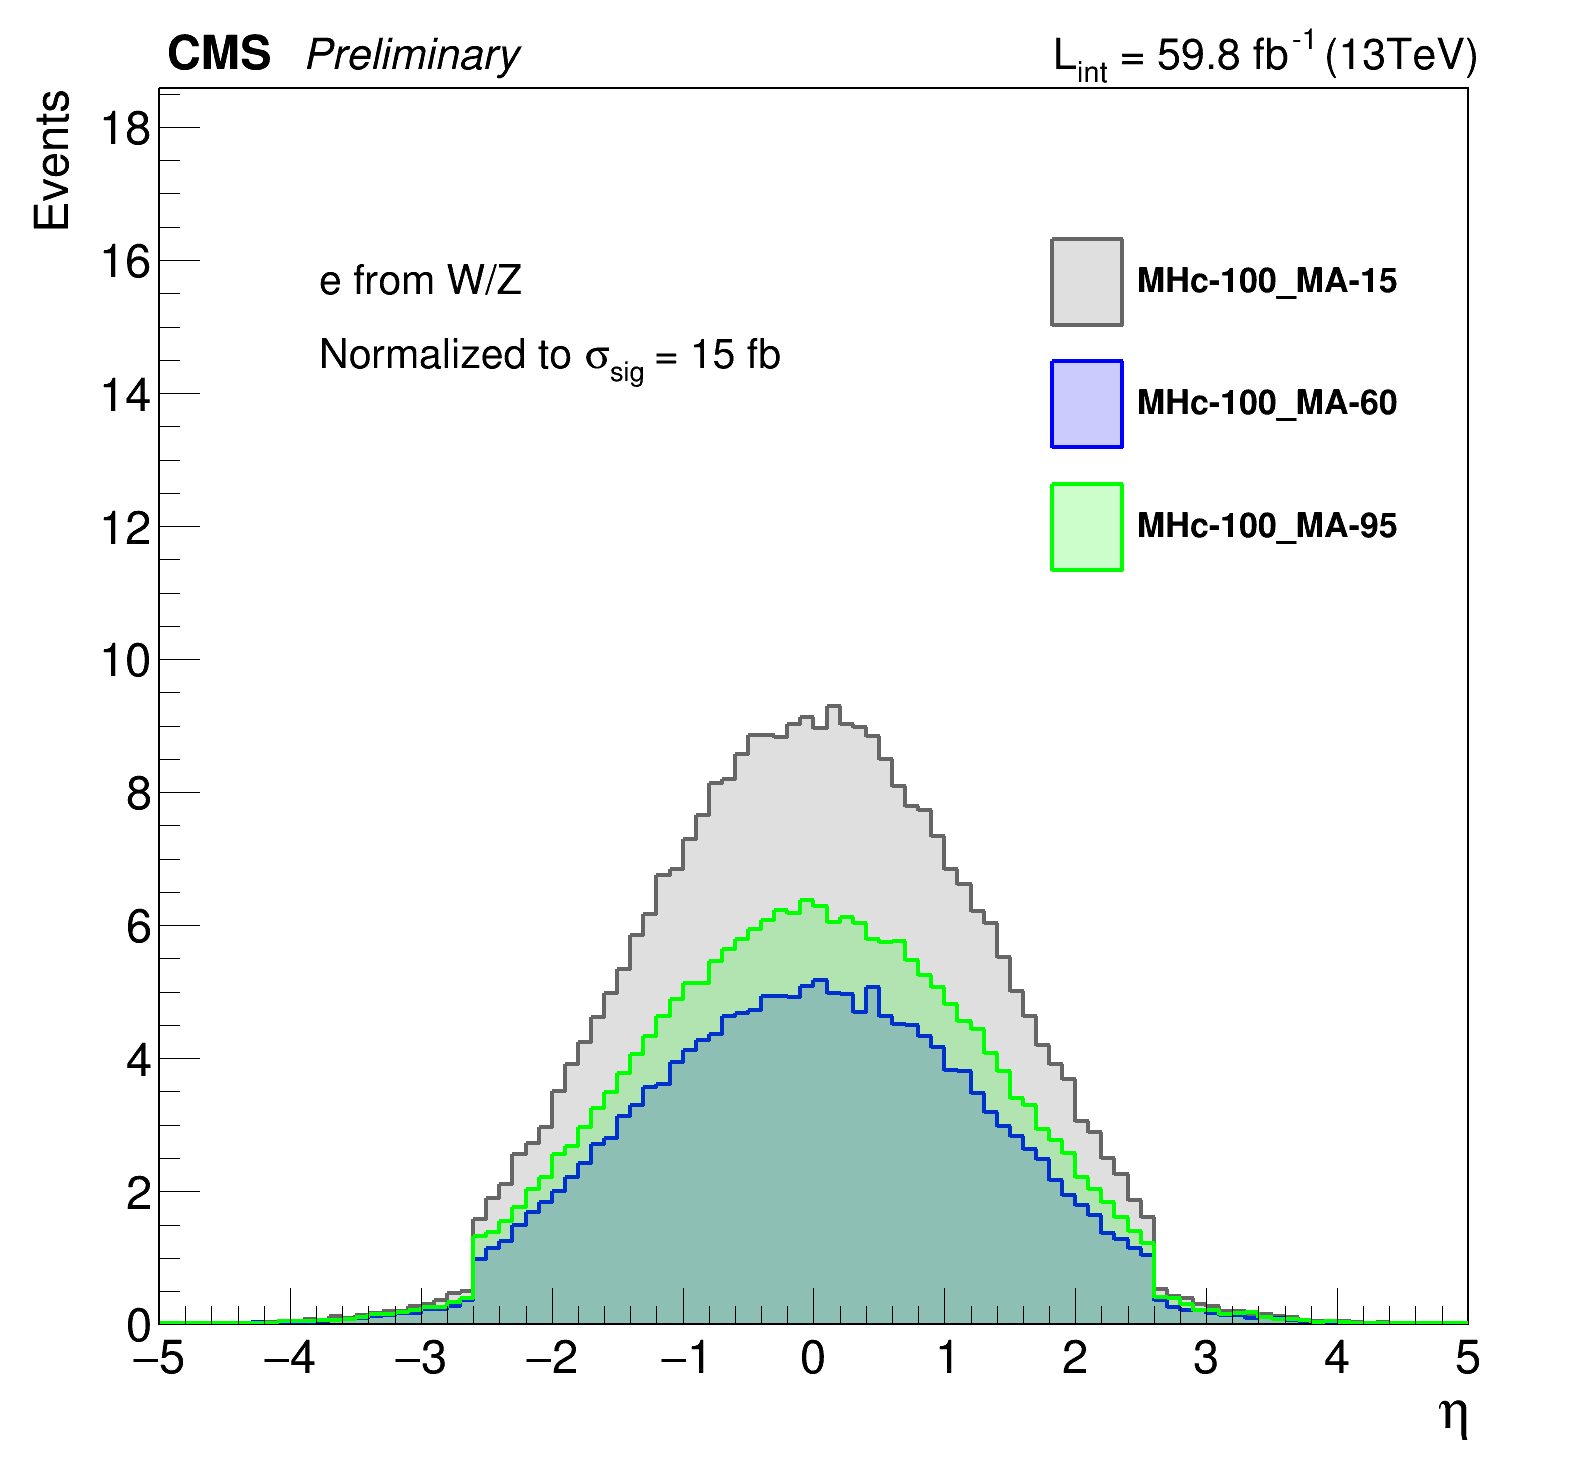 CMS Preliminary L_int = 59.8 fb^-1 (13TeV)
Events
18
16
14
12
10
8
6
4
2
0
e from W/Z
Normalized to σ_sig = 15 fb
MHc-100_MA-15
MHc-100_MA-60
MHc-100_MA-95
−5 −4 −3 −2 −1 0 1 2 3 4 5
η